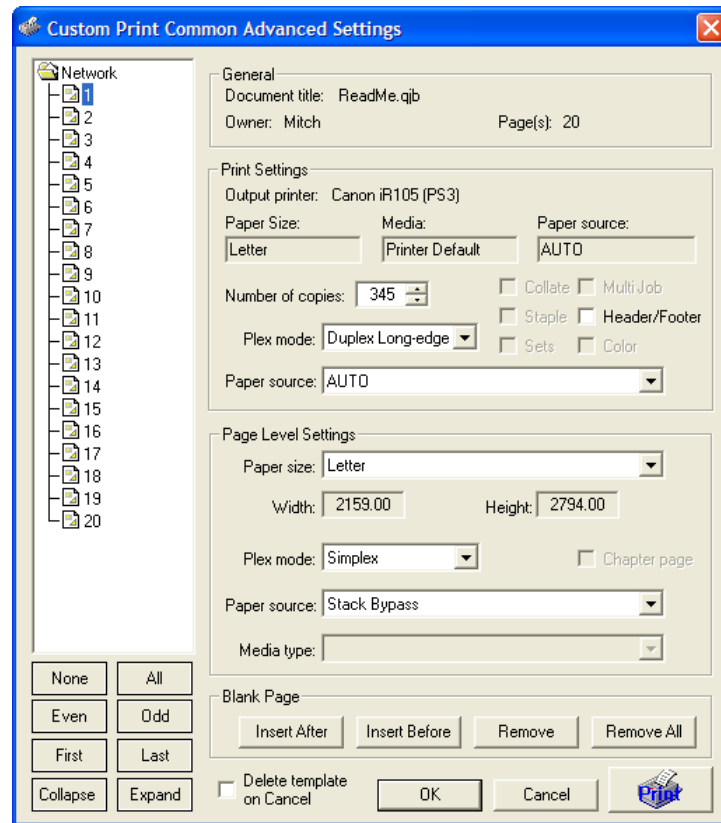 Custom Print Common Advanced Settings
Network
1
2
3
4
5
6
7
8
9
10
11
12
13
14
15
16
17
18
19
20
None All
Even Odd
First Last
Collapse Expand
General
Document title: ReadMe.qjb
Owner: Mitch Page(s): 20
Print Settings
Output printer: Canon iR105 (PS3)
Paper Size: Media: Paper source:
Letter Printer Default AUTO
Number of copies: 345 Collate Multi Job
Staple Header/Footer
Plex mode: Duplex Long-edge Sets Color
Paper source: AUTO
Page Level Settings
Paper size: Letter
Width: 2159.00 Height: 2794.00
Plex mode: Simplex Chapter page
Paper source: Stack Bypass
Media type:
Blank Page
Insert After Insert Before Remove Remove All
Delete template
on Cancel
OK Cancel Print